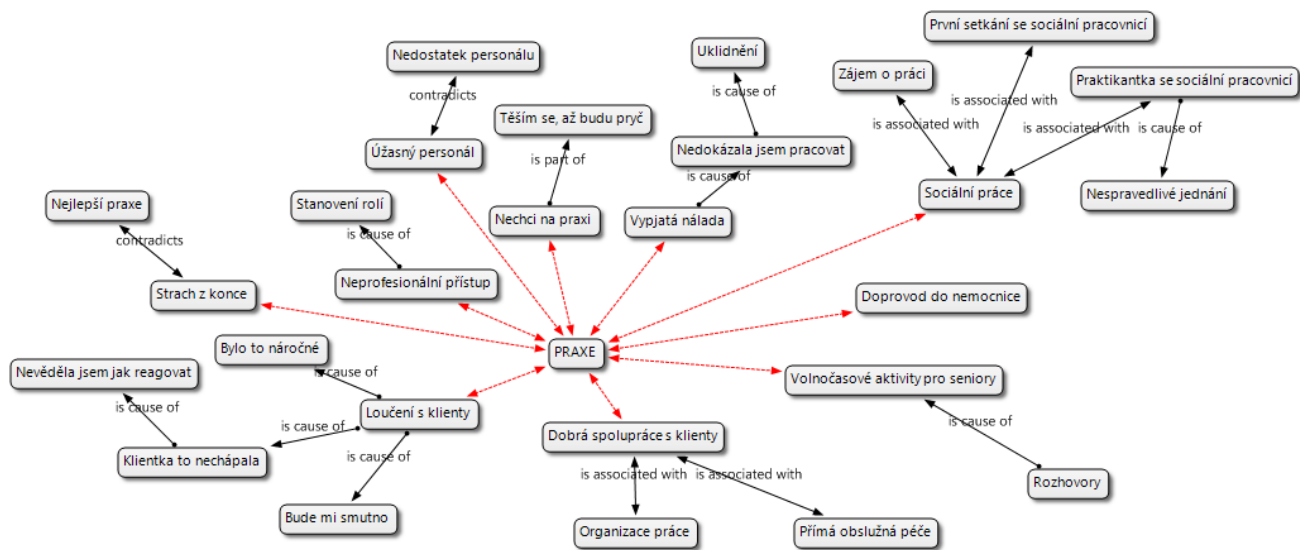 První setkání se sociální pracovnicí
Nedostatek personálu
Uklidnění
Zájem o práci
Praktikantka se sociální pracovnicí
contradicts
is cause of
is associated with
Těším se, až budu pryč
is associated with
is associated with
is cause of
Úžasný personál
is part of
Nedokázala jsem pracovat
is cause of
Sociální práce
Nespravedlivé jednání
Nejlepší praxe
Stanovení rolí
Nechci na praxi
Vypjatá nálada
contradicts
is cause of
Strach z konce
Neprofesionální přístup
Doprovod do nemocnice
Bylo to náročné
PRAXE
Nevěděla jsem jak reagovat
is cause of
Volnočasové aktivity pro seniory
is cause of
Loučení s klienty
is cause of
is cause of
Dobrá spolupráce s klienty
Klientka to nechápala
is cause of
is associated with
is associated with
Rozhovory
Bude mi smutno
Organizace práce
Přímá obslužná péče